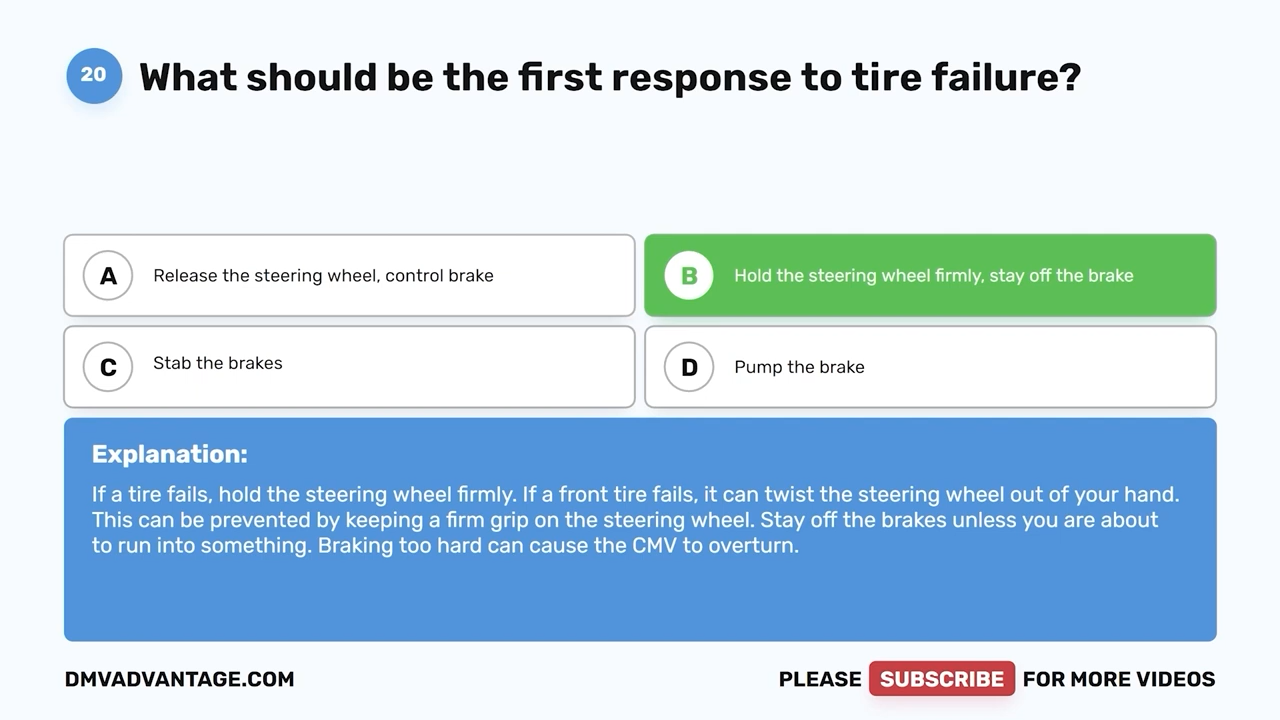 20
What should be the first response to tire failure?
A
Release the steering wheel, control brake
B
Hold the steering wheel firmly, stay off the brake
C
Stab the brakes
D
Pump the brake
Explanation:
If a tire fails, hold the steering wheel firmly. If a front tire fails, it can twist the steering wheel out of your hand.
This can be prevented by keeping a firm grip on the steering wheel. Stay off the brakes unless you are about
to run into something. Braking too hard can cause the CMV to overturn.
DMVADVANTAGE.COM
PLEASE SUBSCRIBE FOR MORE VIDEOS